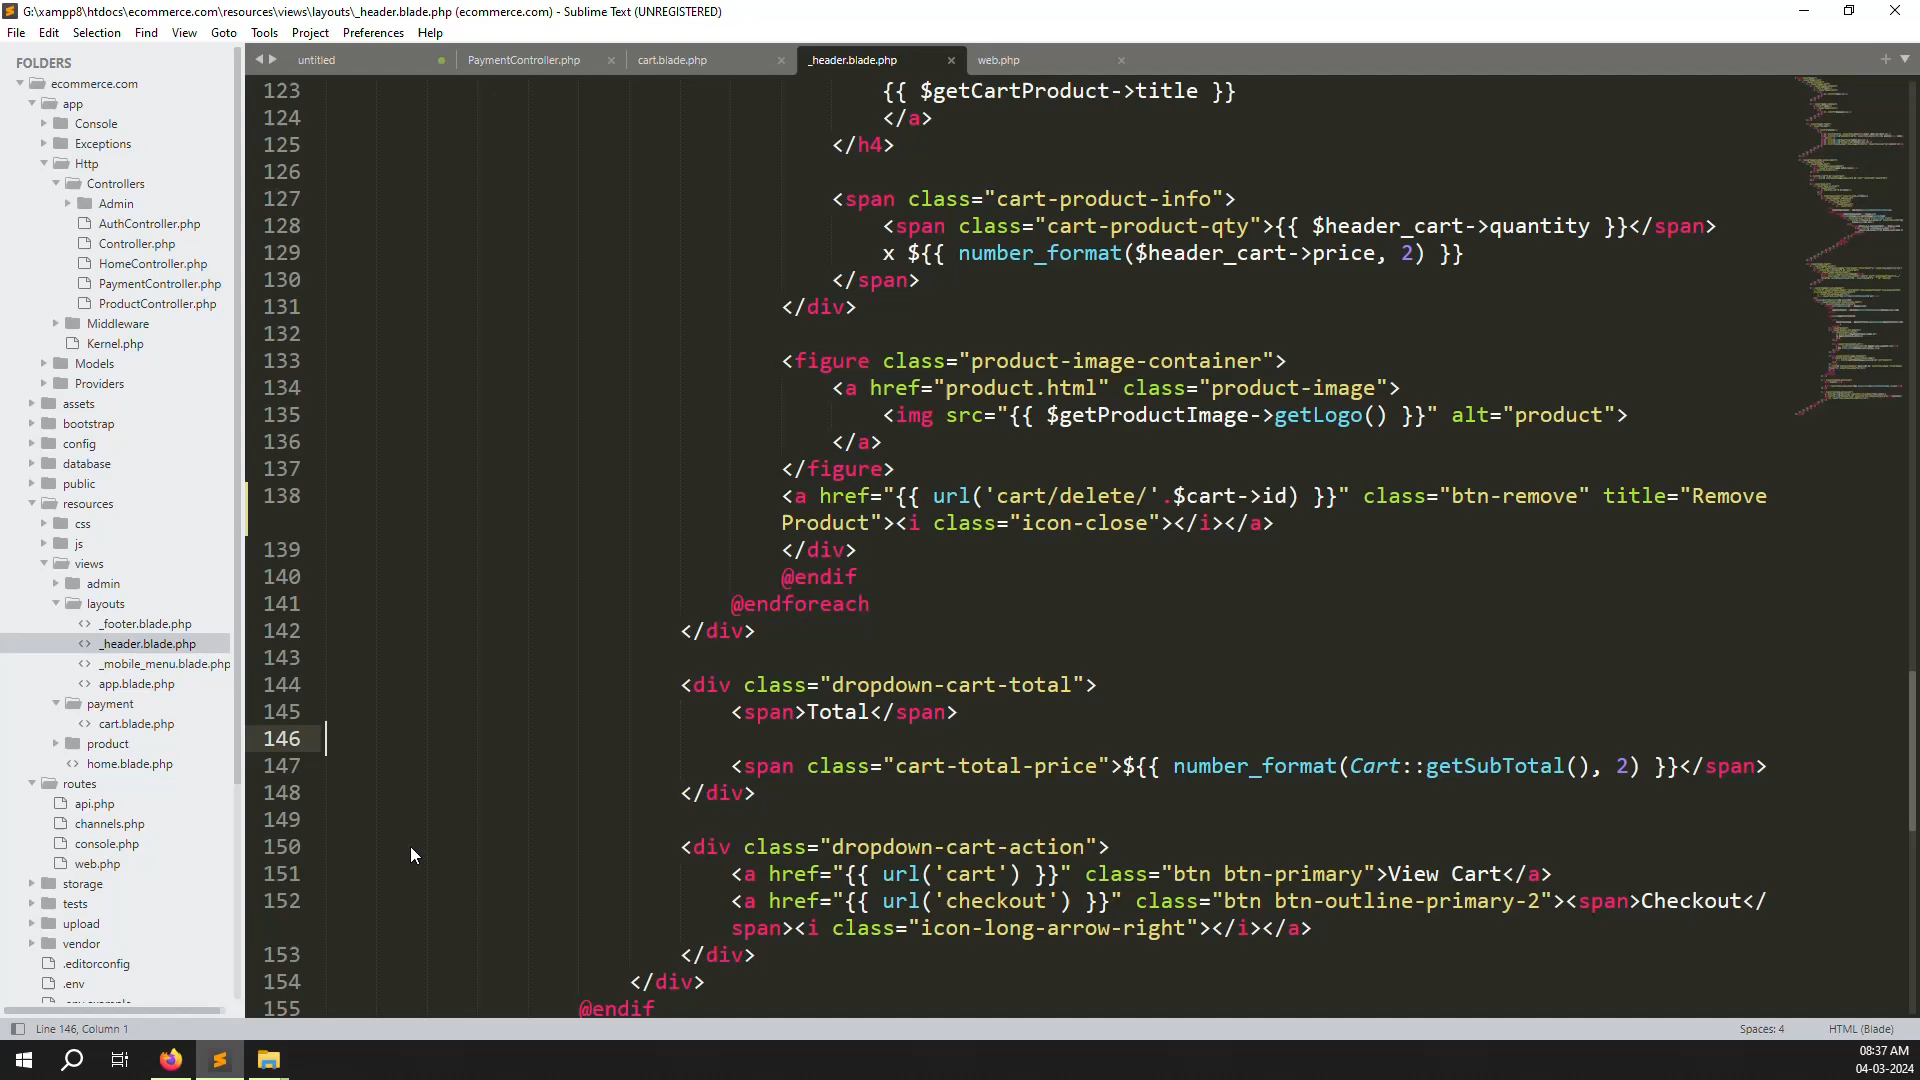 G:\xampp8\htdocs\ecommerce.com\resources\views\layouts\_header.blade.php (ecommerce.com) - Sublime Text (UNREGISTERED)
File Edit Selection Find View Goto Tools Project Preferences Help
FOLDERS
ecommerce.com
app
Console
Exceptions
Http
Controllers
Admin
AuthController.php
Controller.php
HomeController.php
PaymentController.php
ProductController.php
Middleware
Kernel.php
Models
Providers
assets
bootstrap
config
database
public
resources
css
js
views
admin
layouts
_footer.blade.php
_header.blade.php
_mobile_menu.blade.php
app.blade.php
payment
cart.blade.php
product
home.blade.php
routes
api.php
channels.php
console.php
web.php
storage
tests
upload
vendor
.editorconfig
.env
untitled PaymentController.php cart.blade.php _header.blade.php web.php
123 {{ $getCartProduct->title }}
124 </a>
125 </h4>
126
127 <span class="cart-product-info">
128 <span class="cart-product-qty">{{ $header_cart->quantity }}</span>
129 x ${{ number_format($header_cart->price, 2) }}
130 </span>
131 </div>
132
133 <figure class="product-image-container">
134 <a href="product.html" class="product-image">
135 <img src="{{ $getProductImage->getLogo() }}" alt="product">
136 </a>
137 </figure>
138 <a href="{{ url('cart/delete/'.$cart->id) }}" class="btn-remove" title="Remove
Product"><i class="icon-close"></i></a>
139 </div>
140 @endif
141 @endforeach
142 </div>
143
144 <div class="dropdown-cart-total">
145 <span>Total</span>
146
147 <span class="cart-total-price">${{ number_format(Cart::getSubTotal(), 2) }}</span>
148 </div>
149
150 <div class="dropdown-cart-action">
151 <a href="{{ url('cart') }}" class="btn btn-primary">View Cart</a>
152 <a href="{{ url('checkout') }}" class="btn btn-outline-primary-2"><span>Checkout</
span><i class="icon-long-arrow-right"></i></a>
153 </div>
154 </div>
155 @endif
Line 146, Column 1 Spaces: 4 HTML (Blade)
08:37 AM
04-03-2024